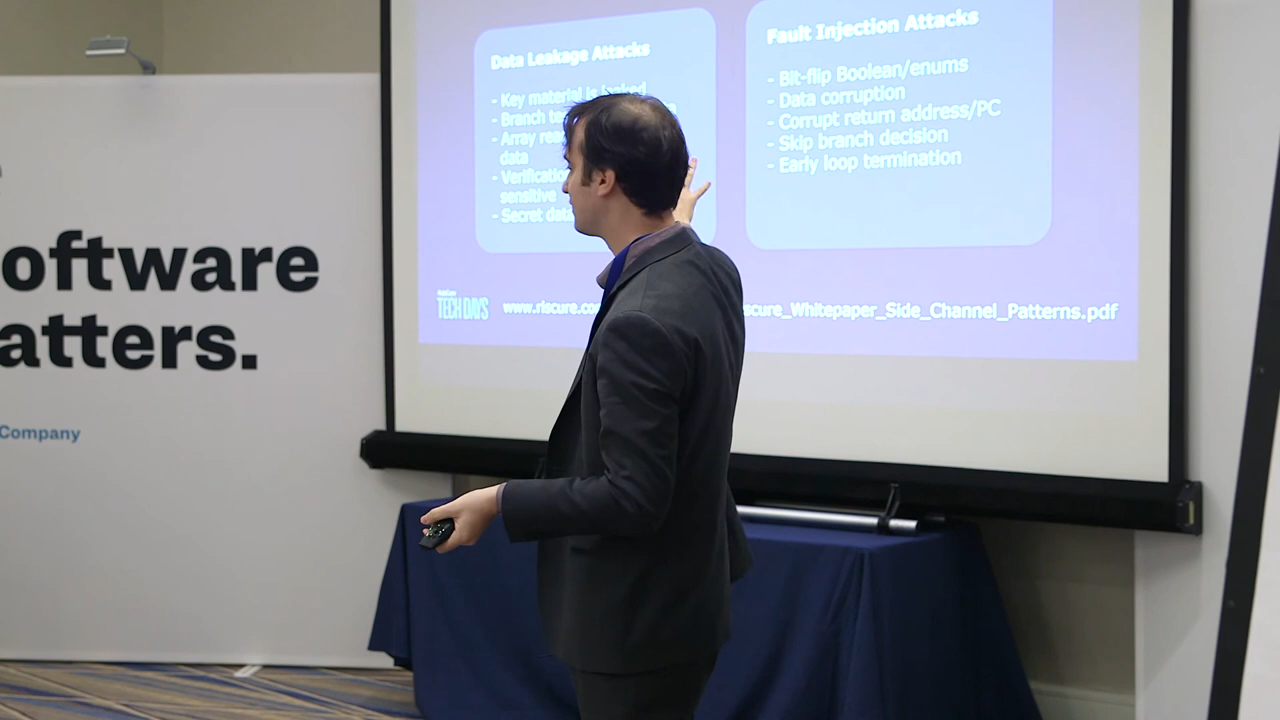 oftware
atters.
Company
Data Leakage Attacks
- Key material is leaked
- Branch
- Array
data
sensitive
- Secret
Fault Injection Attacks
- Bit-flip Boolean/enums
- Data corruption
- Corrupt return address/PC
- Skip branch decision
- Early loop termination
TECH DAYS
www.riscure.co
scure_Whitepaper_Side_Channel_Patterns.pdf